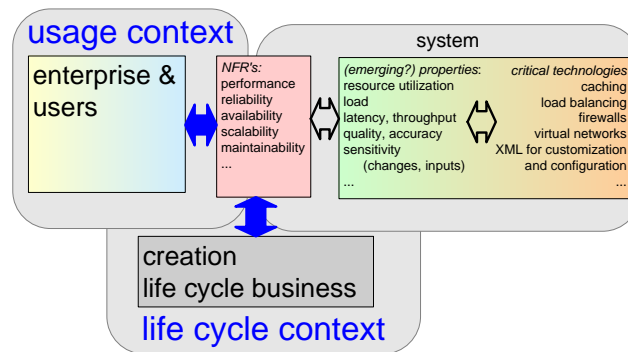 usage context
system
enterprise &
users
NFR's:
performance
reliability
availability
scalability
maintainability
...
(emerging?) properties:
resource utilization
load
latency, throughput
quality, accuracy
sensitivity
(changes, inputs)
...
critical technologies
caching
load balancing
firewalls
virtual networks
XML for customization
and configuration
...
creation
life cycle business
life cycle context